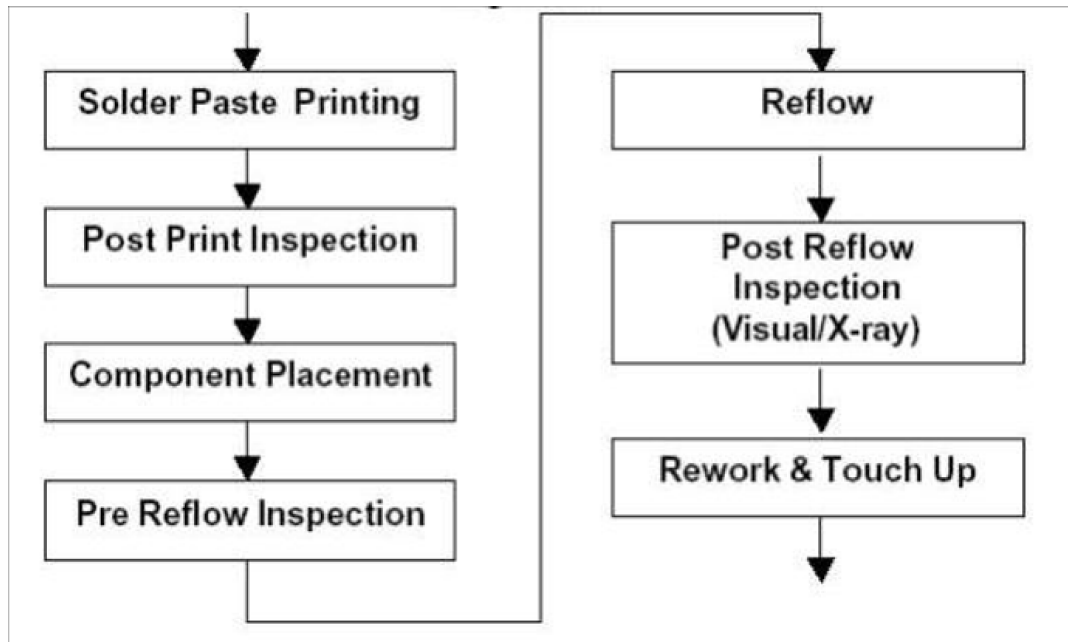 Solder Paste Printing
Post Print Inspection
Component Placement
Pre Reflow Inspection
Reflow
Post Reflow
Inspection
(Visual/X-ray)
Rework & Touch Up